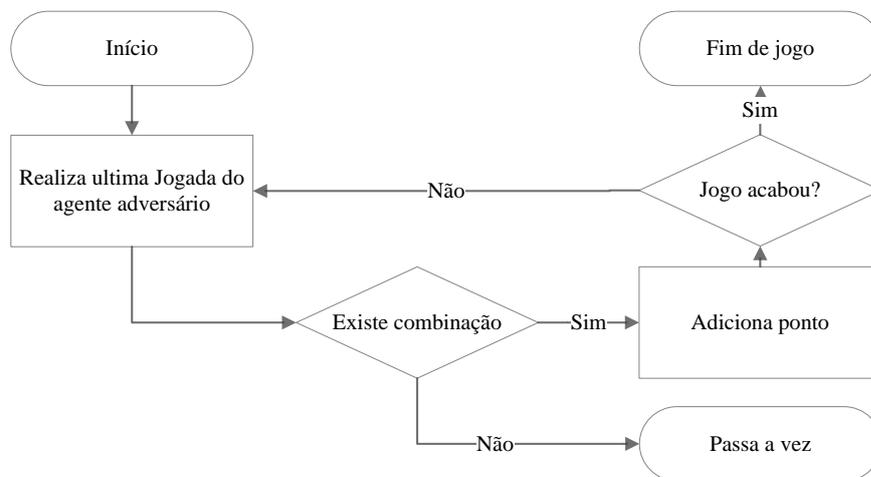 Início
Fim de jogo
Sim
Realiza ultima Jogada do
agente adversário
Não
Jogo acabou?
Existe combinação
Sim
Adiciona ponto
Não
Passa a vez